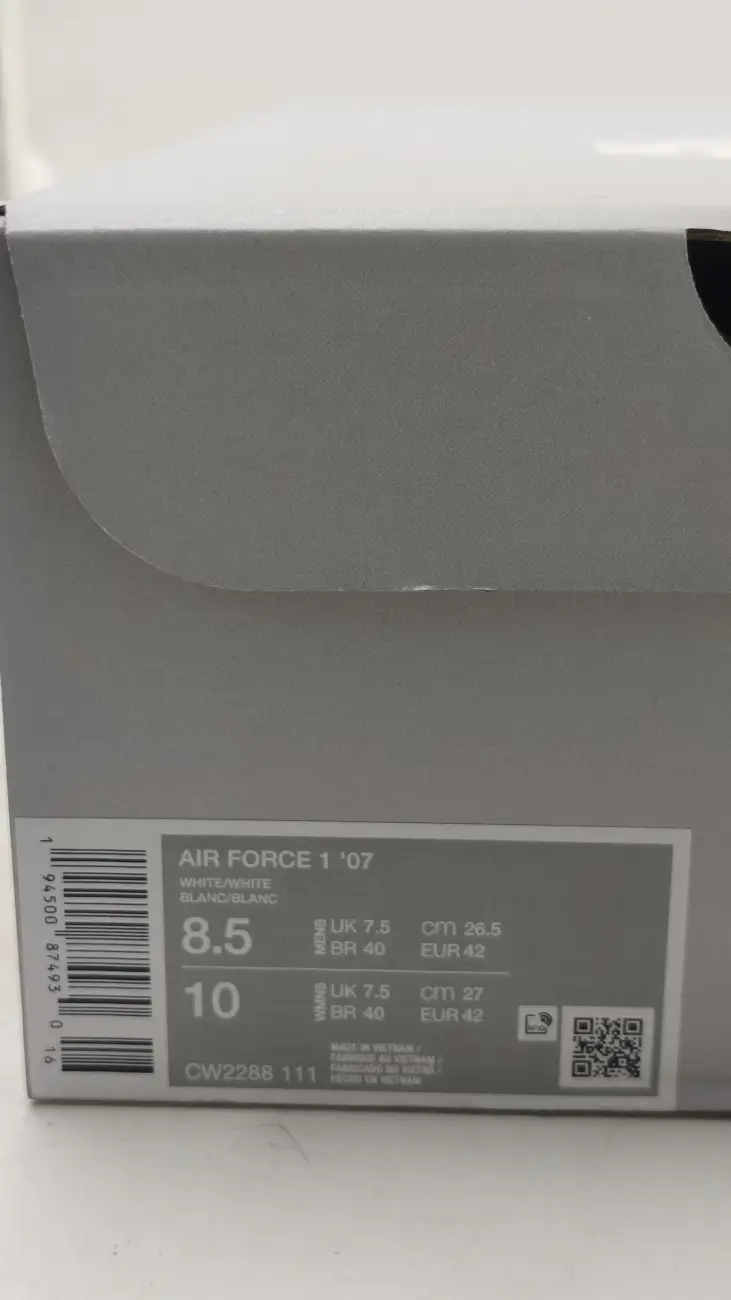 AIR FORCE 1 '07
WHITE/WHITE
BLANC/BLANC
8.5 MENS UK 7.5 cm 26.5
BR 40 EUR 42
10 WMNS UK 7.5 cm 27
BR 40 EUR 42
MADE IN VIETNAM /
FABRIQUÉ AU VIETNAM /
FABRICADO NO VIETNÃ /
HECHO EN VIETNAM
CW2288 111
1 94500 87493 0 16